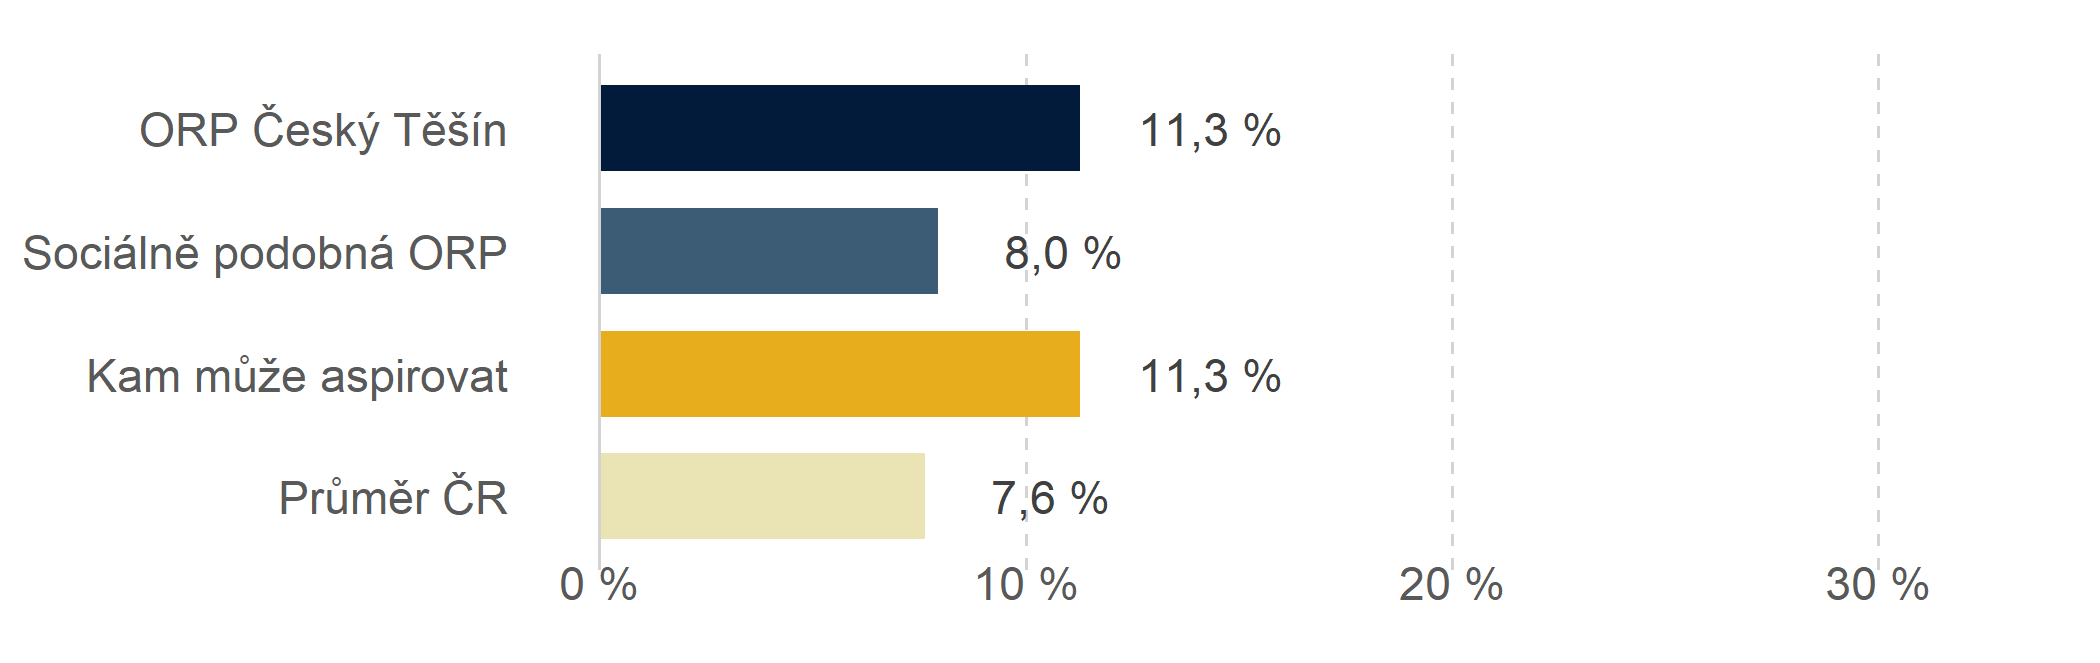 ORP Český Těšín
11,3 %
Sociálně podobná ORP
8,0 %
Kam může aspirovat
11,3 %
Průměr ČR
7,6 %
0 %
10 %
20 %
30 %